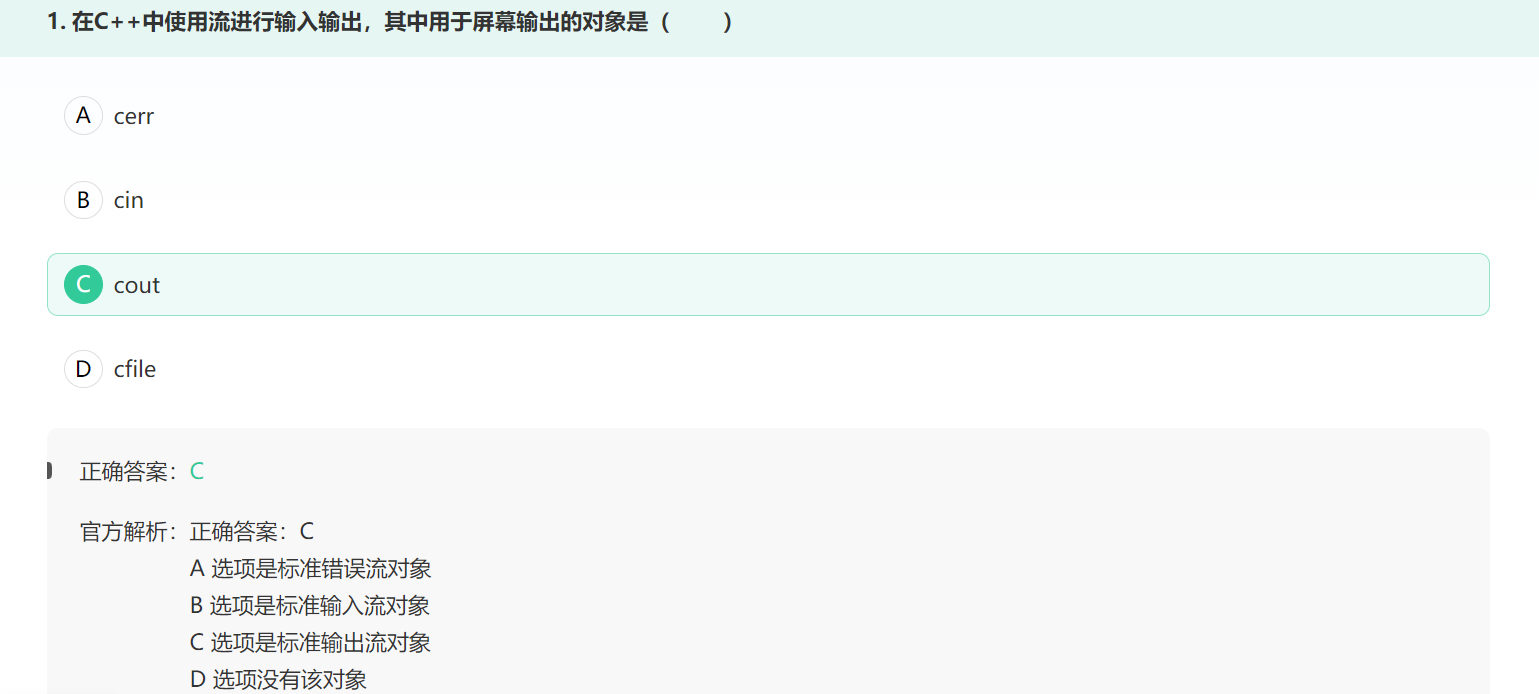 1. 在C++中使用流进行输入输出，其中用于屏幕输出的对象是（　　）
A cerr
B cin
C cout
D cfile
正确答案：C
官方解析：正确答案：C
A 选项是标准错误流对象
B 选项是标准输入流对象
C 选项是标准输出流对象
D 选项没有该对象